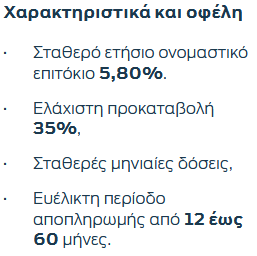 Χαρακτηριστικά και οφέλη
· Σταθερό ετήσιο ονομαστικό
επιτόκιο 5,80%.
· Ελάχιστη προκαταβολή
35%,
· Σταθερές μηνιαίες δόσεις,
· Ευέλικτη περίοδο
αποπληρωμής από 12 έως
60 μήνες.